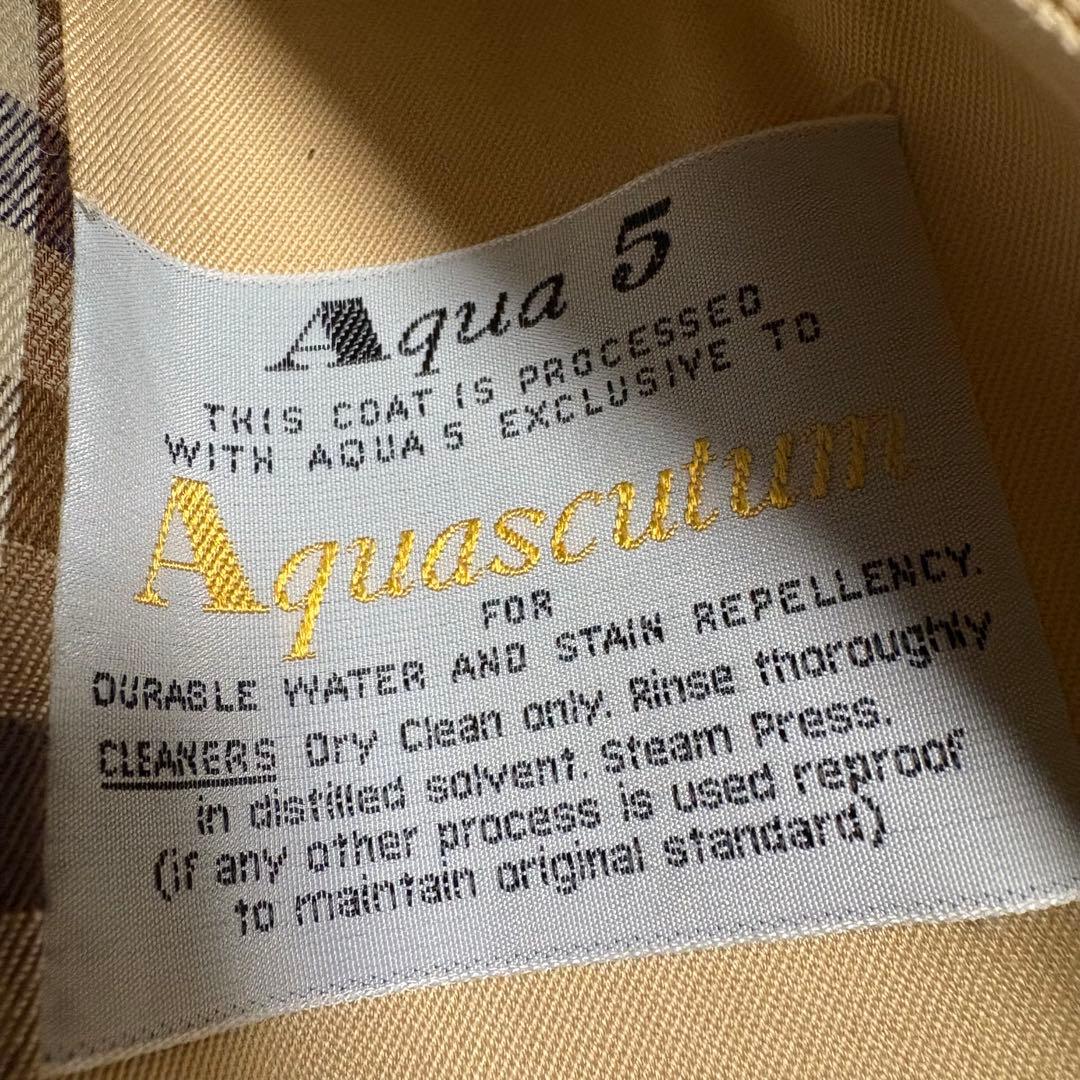 Aqua 5
THIS COAT IS PROCESSED
WITH AQUA 5 EXCLUSIVE TO
Aquascutum
FOR
DURABLE WATER AND STAIN REPELLENCY.
CLEANERS Dry Clean only. Rinse thoroughly
in distilled solvent. Steam Press.
(if any other process is used reproof
to maintain original standard)